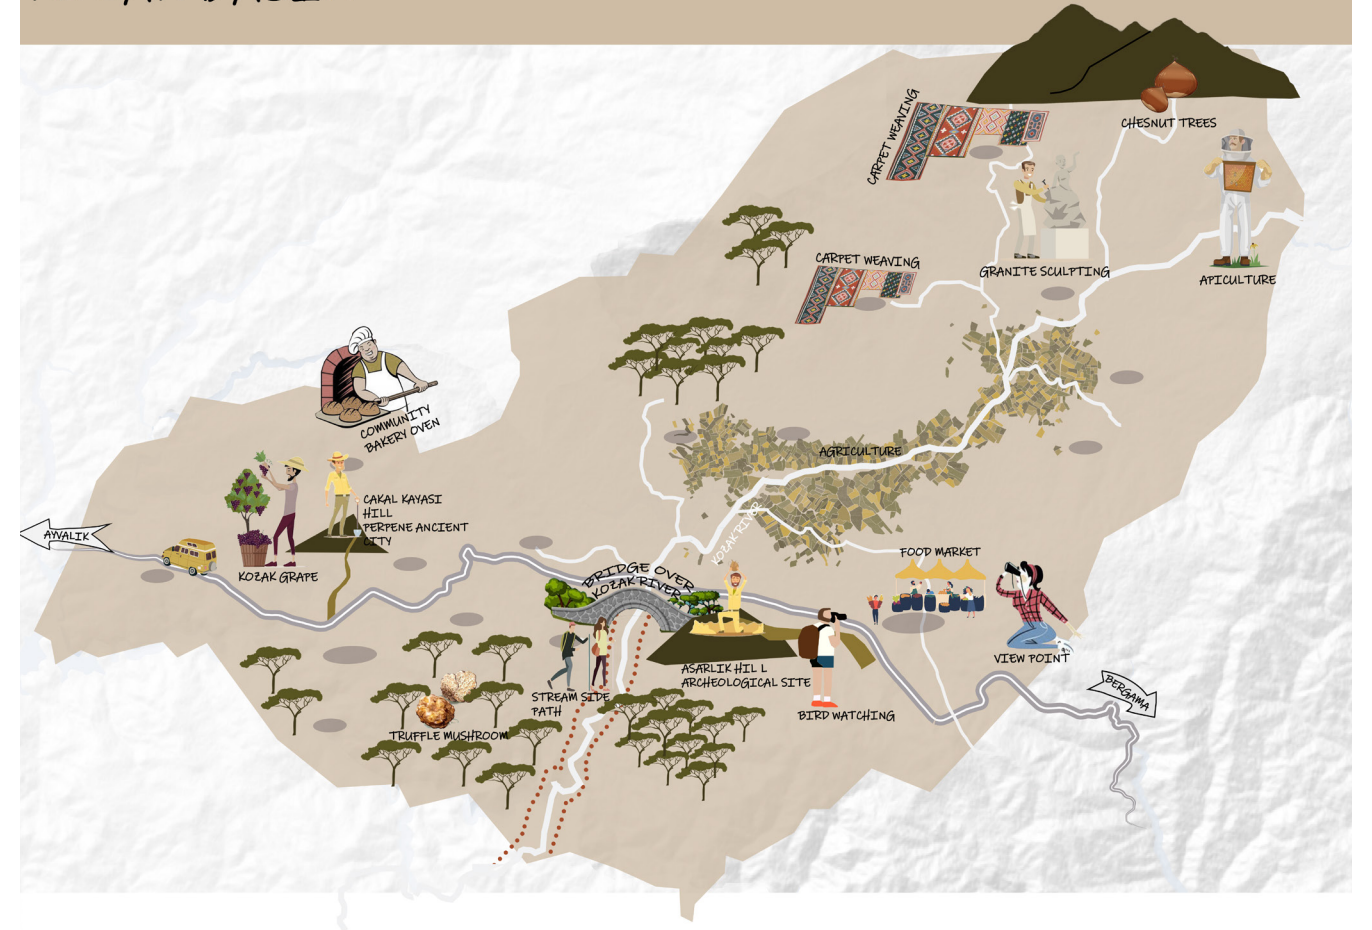 CARPET WEAVING
CHESNUT TREES
CARPET WEAVING
GRANITE SCULPTING
APICULTURE
COMMUNITY
BAKERY OVEN
AGRICULTURE
CAKAL KAYASI
HILL
PERPENE ANCIENT
CITY
AYVALIK
KOZAK GRAPE
KOZAK RIVER
FOOD MARKET
BRIDGE OVER
KOZAK RIVER
VIEW POINT
ASARLIK HILL
ARCHEOLOGICAL SITE
STREAM SIDE
PATH
BERGAMA
BIRD WATCHING
TRUFFLE MUSHROOM